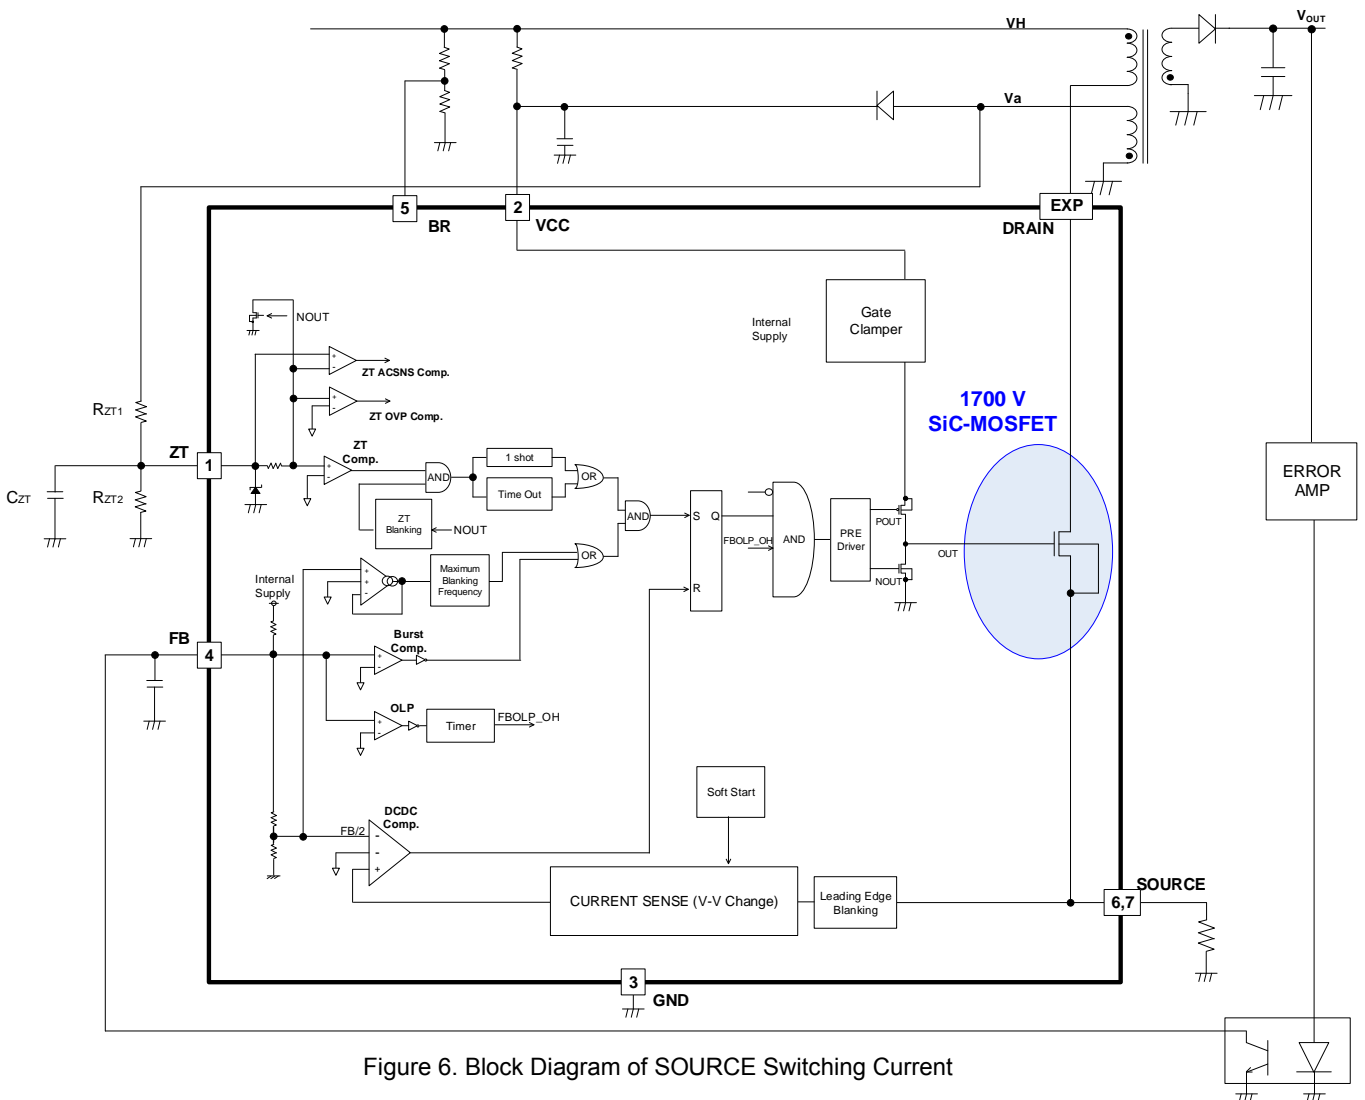 VH
VOUT
Va
5
BR
2
VCC
EXP
DRAIN
Gate
Clamper
Internal
Supply
NOUT
ZT ACSNS Comp.
ZT OVP Comp.
1700 V
SiC-MOSFET
RZT1
ZT
1
ZT
Comp.
AND
1 shot
Time Out
OR
CZT
RZT2
ZT
Blanking
NOUT
AND
S
Q
R
FBOLP_OH
AND
PRE
Driver
POUT
NOUT
OUT
ERROR
AMP
OR
Maximum
Blanking
Frequency
Internal
Supply
FB
4
Burst
Comp.
OLP
Timer
FBOLP_OH
Soft Start
DCDC
Comp.
FB/2
CURRENT SENSE (V-V Change)
Leading Edge
Blanking
SOURCE
6,7
3
GND
+
-
+
-
+
-
+
+
-
+
-
+
-
-
-
+
Figure 6. Block Diagram of SOURCE Switching Current